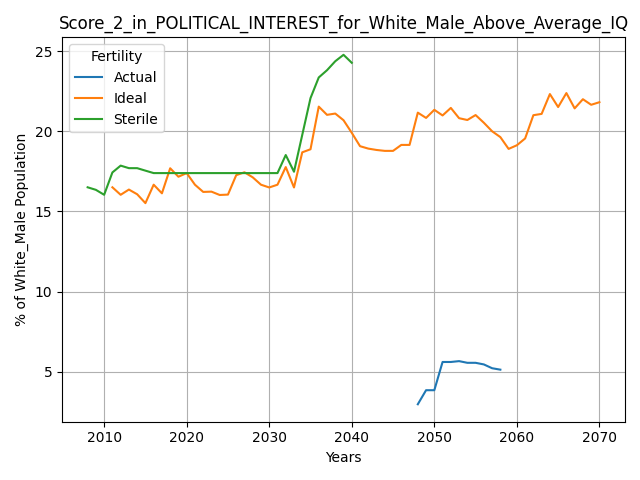 Score_2_in_POLITICAL_INTEREST_for_White_Male_Above_Average_IQ
Fertility
Actual
Ideal
Sterile
% of White_Male Population
25
20
15
10
5
2010 2020 2030 2040 2050 2060 2070
Years